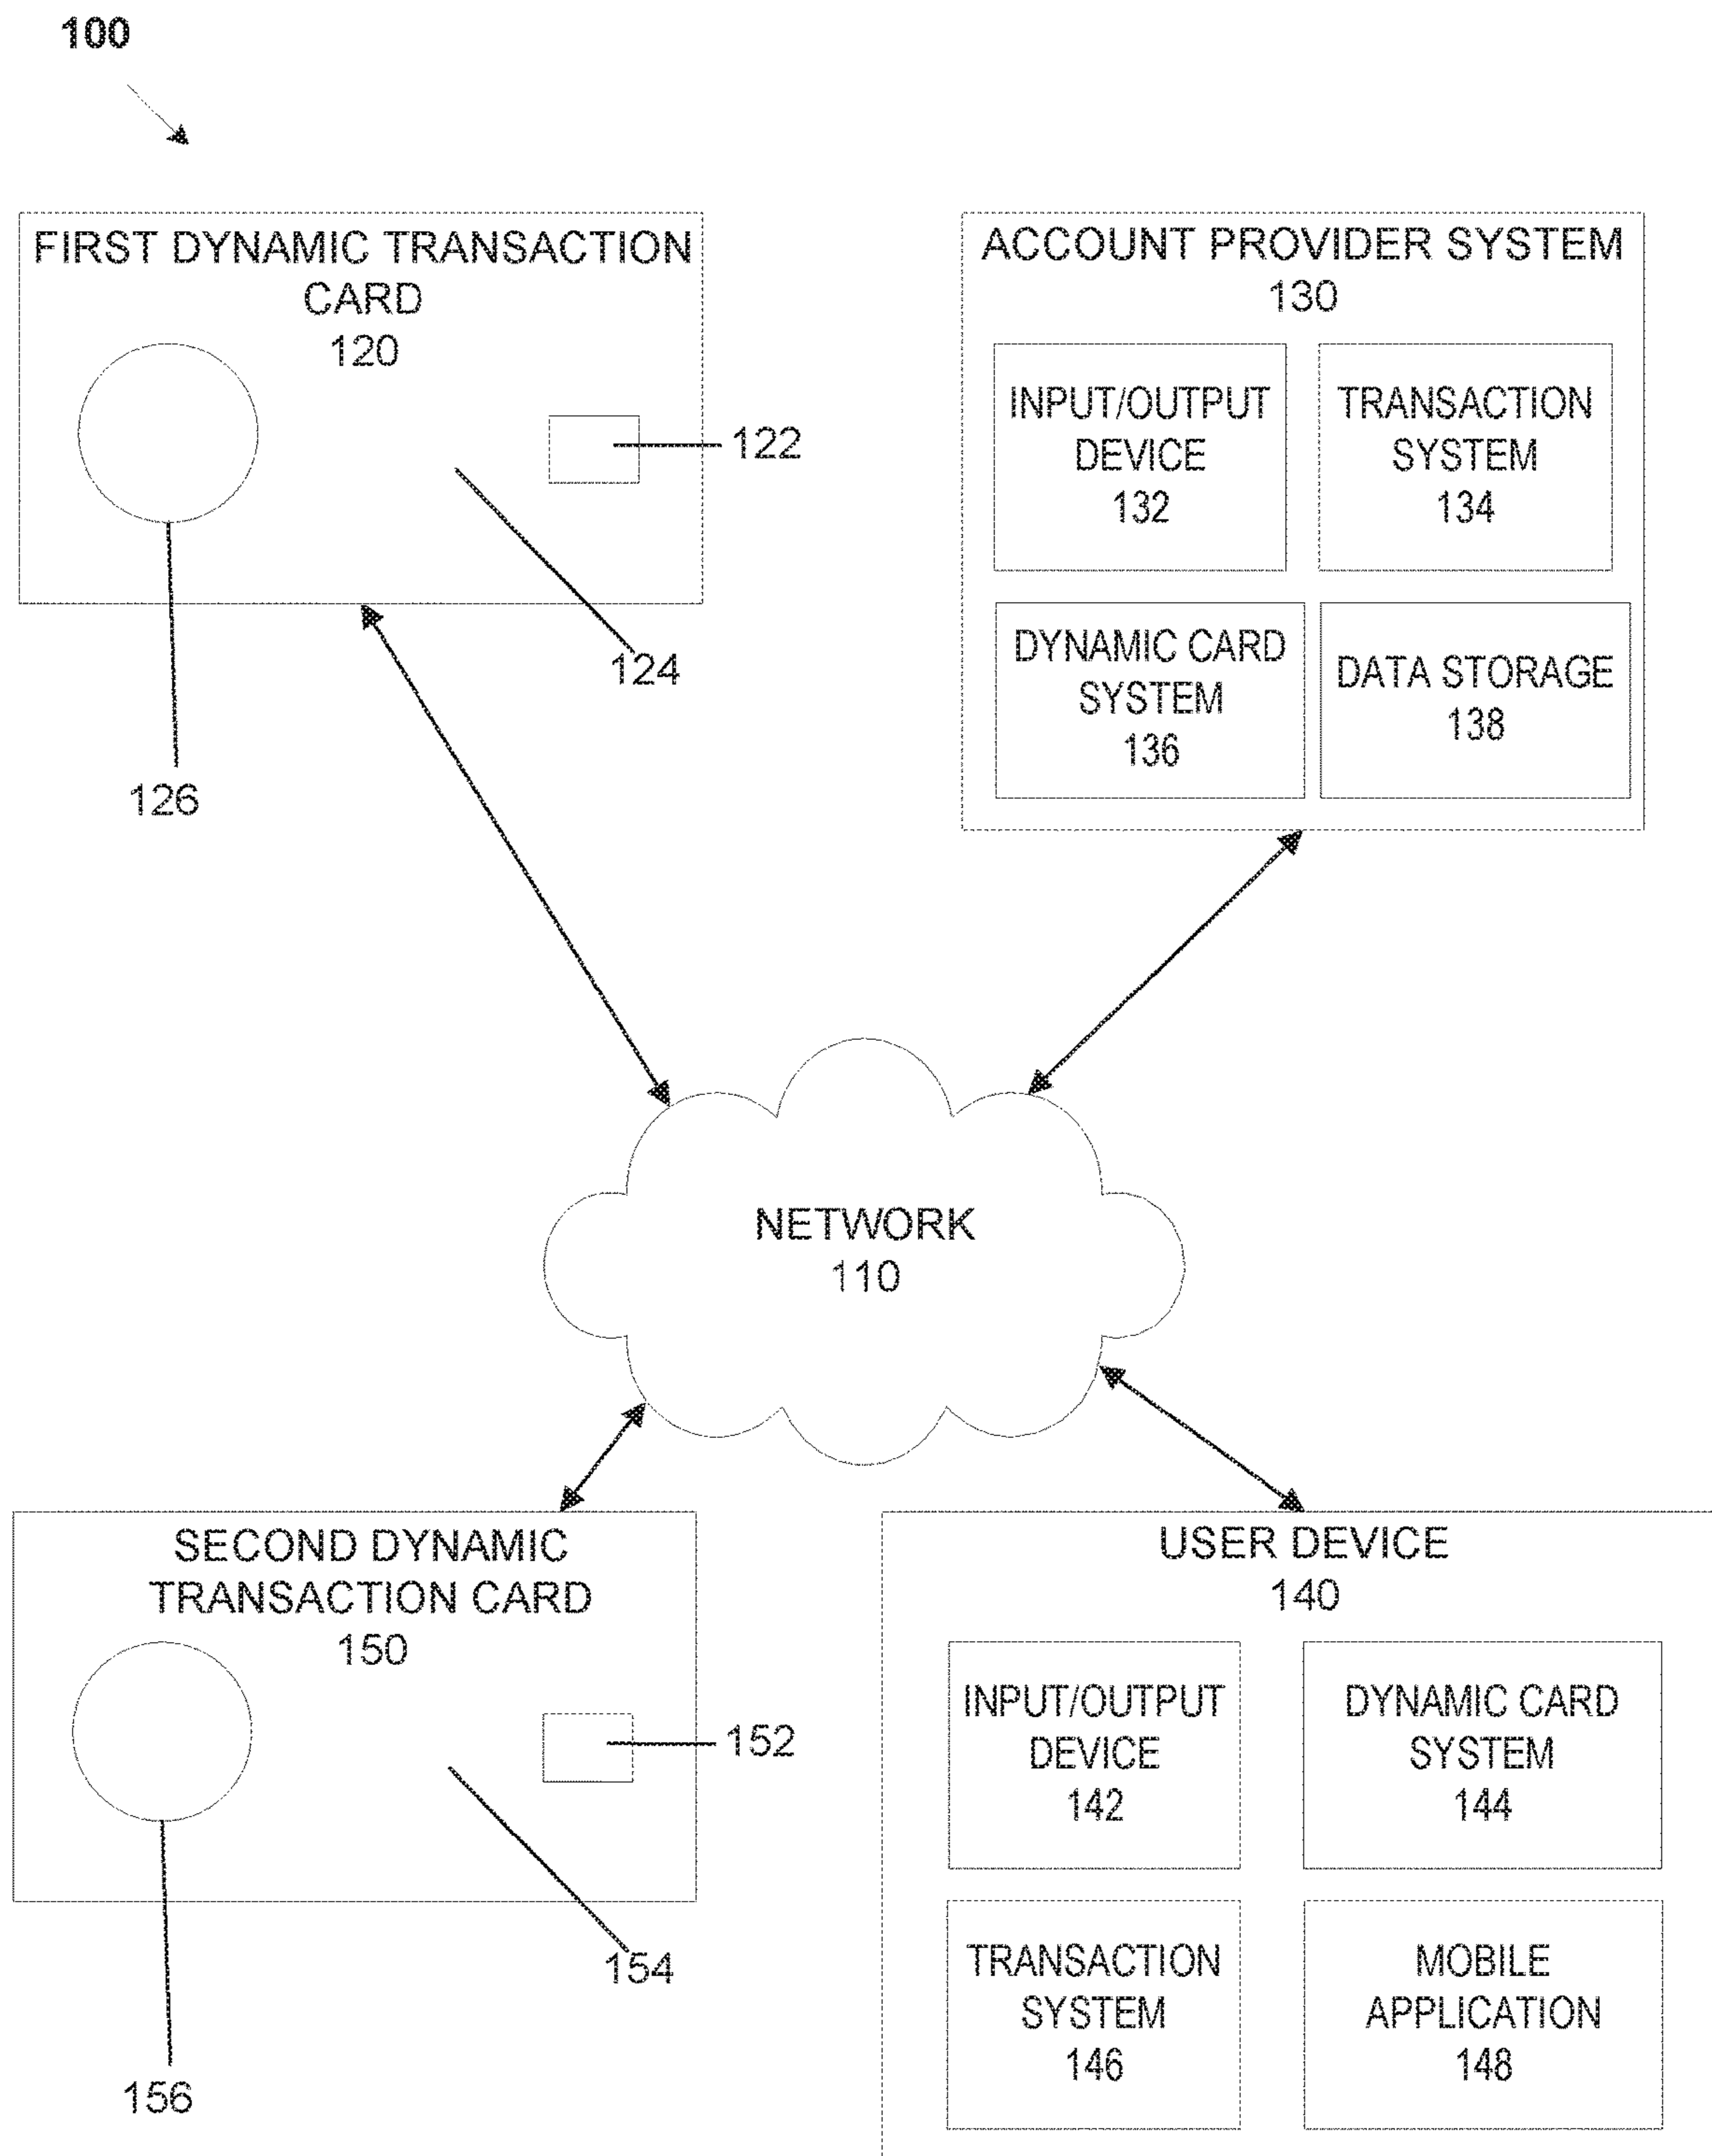 100
FIRST DYNAMIC TRANSACTION
CARD
120
122
124
126
ACCOUNT PROVIDER SYSTEM
130
INPUT/OUTPUT
DEVICE
132
TRANSACTION
SYSTEM
134
DYNAMIC CARD
SYSTEM
136
DATA STORAGE
138
NETWORK
110
SECOND DYNAMIC
TRANSACTION CARD
150
152
154
156
USER DEVICE
140
INPUT/OUTPUT
DEVICE
142
DYNAMIC CARD
SYSTEM
144
TRANSACTION
SYSTEM
146
MOBILE
APPLICATION
148